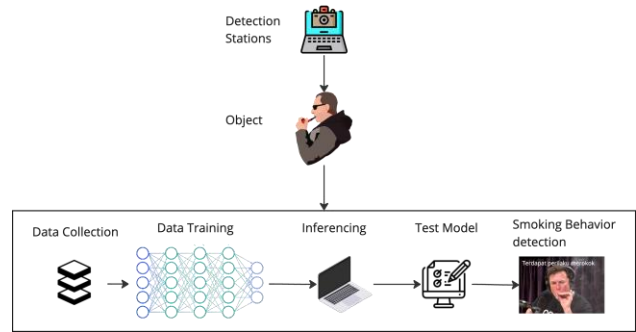 Detection
Stations
Object
Data Collection
Data Training
Inferencing
Test Model
Smoking Behavior
detection
Terdapat perilaku merokok